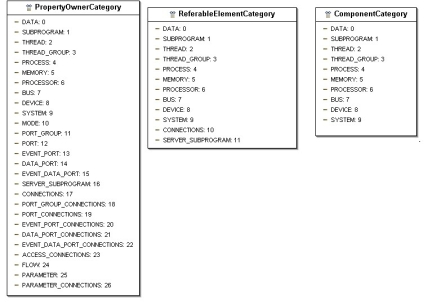 PropertyOwnerCategory
– DATA: 0
– SUBPROGRAM: 1
– THREAD: 2
– THREAD_GROUP: 3
– PROCESS: 4
– MEMORY: 5
– PROCESSOR: 6
– BUS: 7
– DEVICE: 8
– SYSTEM: 9
– MODE: 10
– PORT_GROUP: 11
– PORT: 12
– EVENT_PORT: 13
– DATA_PORT: 14
– EVENT_DATA_PORT: 15
– SERVER_SUBPROGRAM: 16
– CONNECTIONS: 17
– PORT_GROUP_CONNECTIONS: 18
– PORT_CONNECTIONS: 19
– EVENT_PORT_CONNECTIONS: 20
– DATA_PORT_CONNECTIONS: 21
– EVENT_DATA_PORT_CONNECTIONS: 22
– ACCESS_CONNECTIONS: 23
– FLOW: 24
– PARAMETER: 25
– PARAMETER_CONNECTIONS: 26
ReferableElementCategory
– DATA: 0
– SUBPROGRAM: 1
– THREAD: 2
– THREAD_GROUP: 3
– PROCESS: 4
– MEMORY: 5
– PROCESSOR: 6
– BUS: 7
– DEVICE: 8
– SYSTEM: 9
– CONNECTIONS: 10
– SERVER_SUBPROGRAM: 11
ComponentCategory
– DATA: 0
– SUBPROGRAM: 1
– THREAD: 2
– THREAD_GROUP: 3
– PROCESS: 4
– MEMORY: 5
– PROCESSOR: 6
– BUS: 7
– DEVICE: 8
– SYSTEM: 9
.